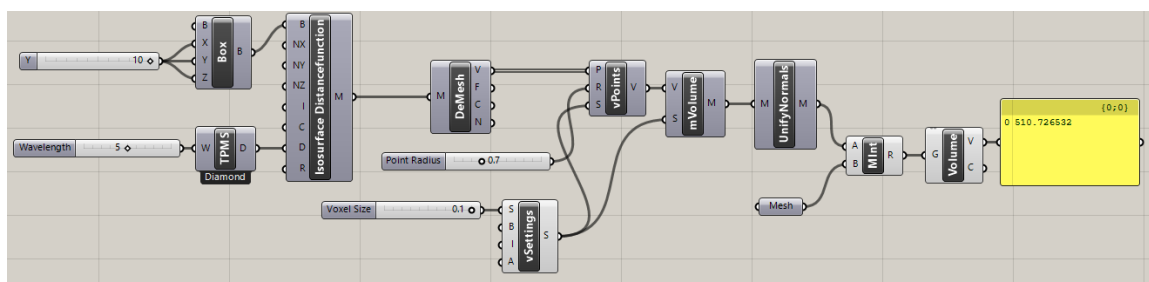 Y 10
B
X
Y
Z
Box
B
Wavelength 5
W
TPMS
D
Diamond
B
NX
NY
NZ
I
C
D
R
Isosurface Distancefunction
M
M
DeMesh
V
F
C
N
Point Radius 0.7
Voxel Size 0.1
S
B
I
A
vSettings
S
P
R
S
vPoints
V
V
S
mVolume
M
M
UnifyNormals
M
Mesh
A
B
MInt
R
G
Volume
V
C
{0;0}
0 510.726532